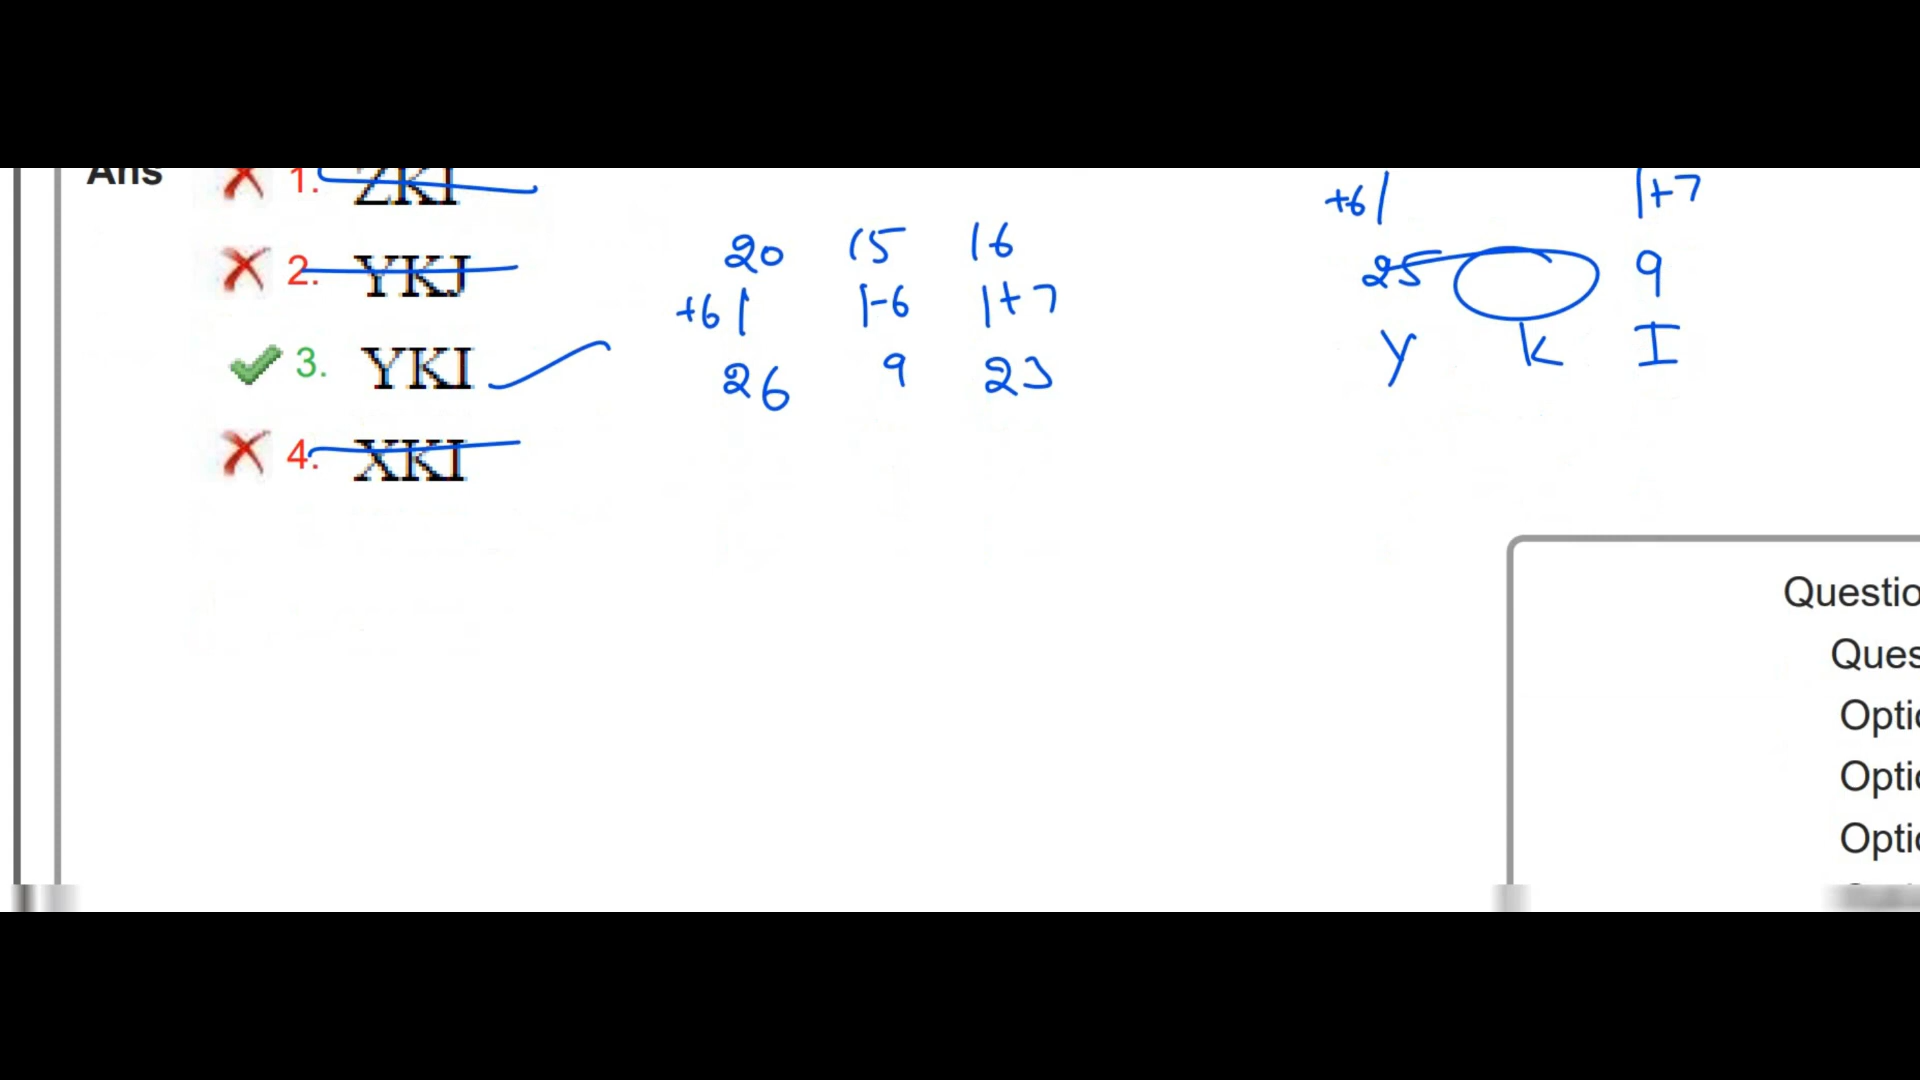 Ans 1. ZKI
2. YKJ
3. YKI
4. XKI
20 15 16
+6| |-6 |+7
26 9 23
+6| |+7
25 9
Y K I
Questio
Ques
Optic
Optic
Optic